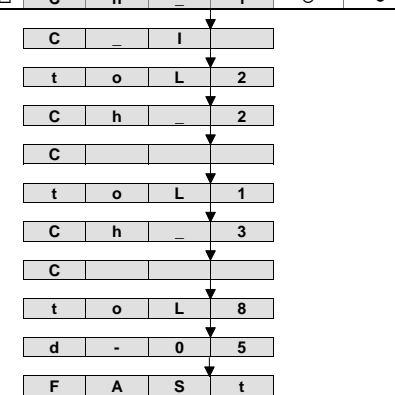 C _ I
t o L 2
C h _ 2
C
t o L 1
C h _ 3
C
t o L 8
d - 0 5
F A S t